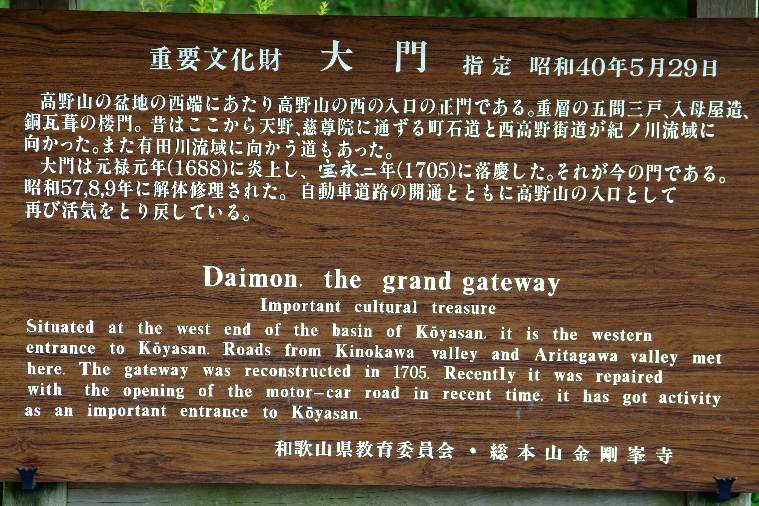 重要文化財 大門 指定 昭和40年5月29日
高野山の盆地の西端にあたり高野山の西の入口の正門である。重層の五間三戸、入母屋造、
銅瓦葺の楼門。昔はここから天野、慈尊院に通ずる町石道と西高野街道が紀ノ川流域に
向かった。また有田川流域に向かう道もあった。
大門は元禄元年(1688)に炎上し、宝永二年(1705)に落慶した。それが今の門である。
昭和57,8,9年に解体修理された。自動車道路の開通とともに高野山の入口として
再び活気をとり戻している。
Daimon. the grand gateway
Important cultural treasure
Situated at the west end of the basin of Kōyasan. it is the western
entrance to Kōyasan. Roads from Kinokawa valley and Aritagawa valley met
here. The gateway was reconstructed in 1705. Recently it was repaired
with the opening of the motor-car road in recent time. it has got activity
as an important entrance to Kōyasan.
和歌山県教育委員会・総本山金剛峯寺